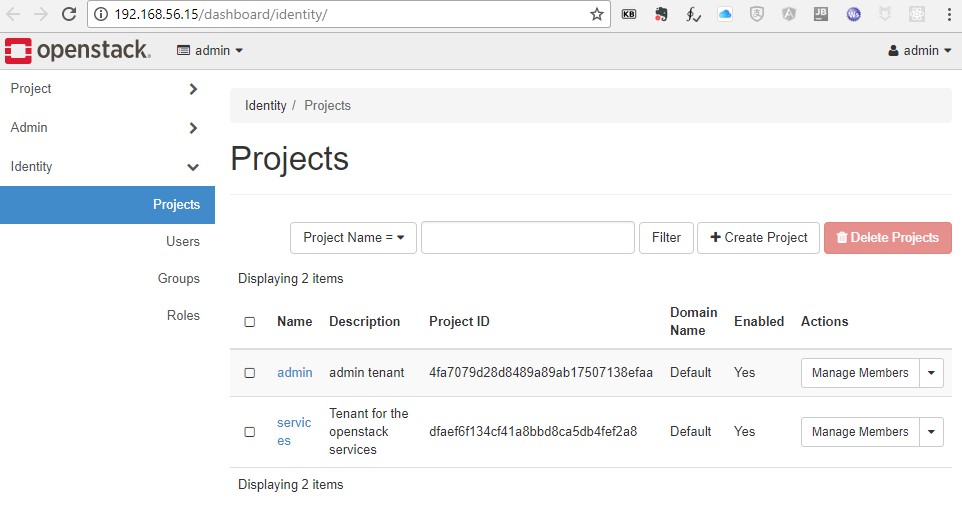 192.168.56.15/dashboard/identity/
KB
JB
Ws
openstack.
admin
admin
Project
Admin
Identity
Projects
Users
Groups
Roles
Identity / Projects
Projects
Project Name =
Filter
+ Create Project
Delete Projects
Displaying 2 items
Name Description Project ID Domain Name Enabled Actions
admin admin tenant 4fa7079d28d8489a89ab17507138efaa Default Yes Manage Members
servic
es
Tenant for the
openstack
services
dfaef6f134cf41a8bbd8ca5db4fef2a8 Default Yes Manage Members
Displaying 2 items